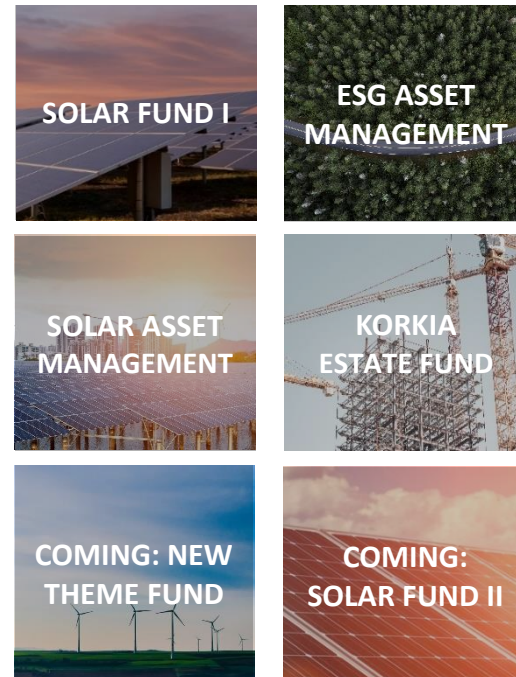 SOLAR FUND I
ESG ASSET
MANAGEMENT
SOLAR ASSET
MANAGEMENT
KORKIA
ESTATE FUND
COMING: NEW
THEME FUND
COMING:
SOLAR FUND II